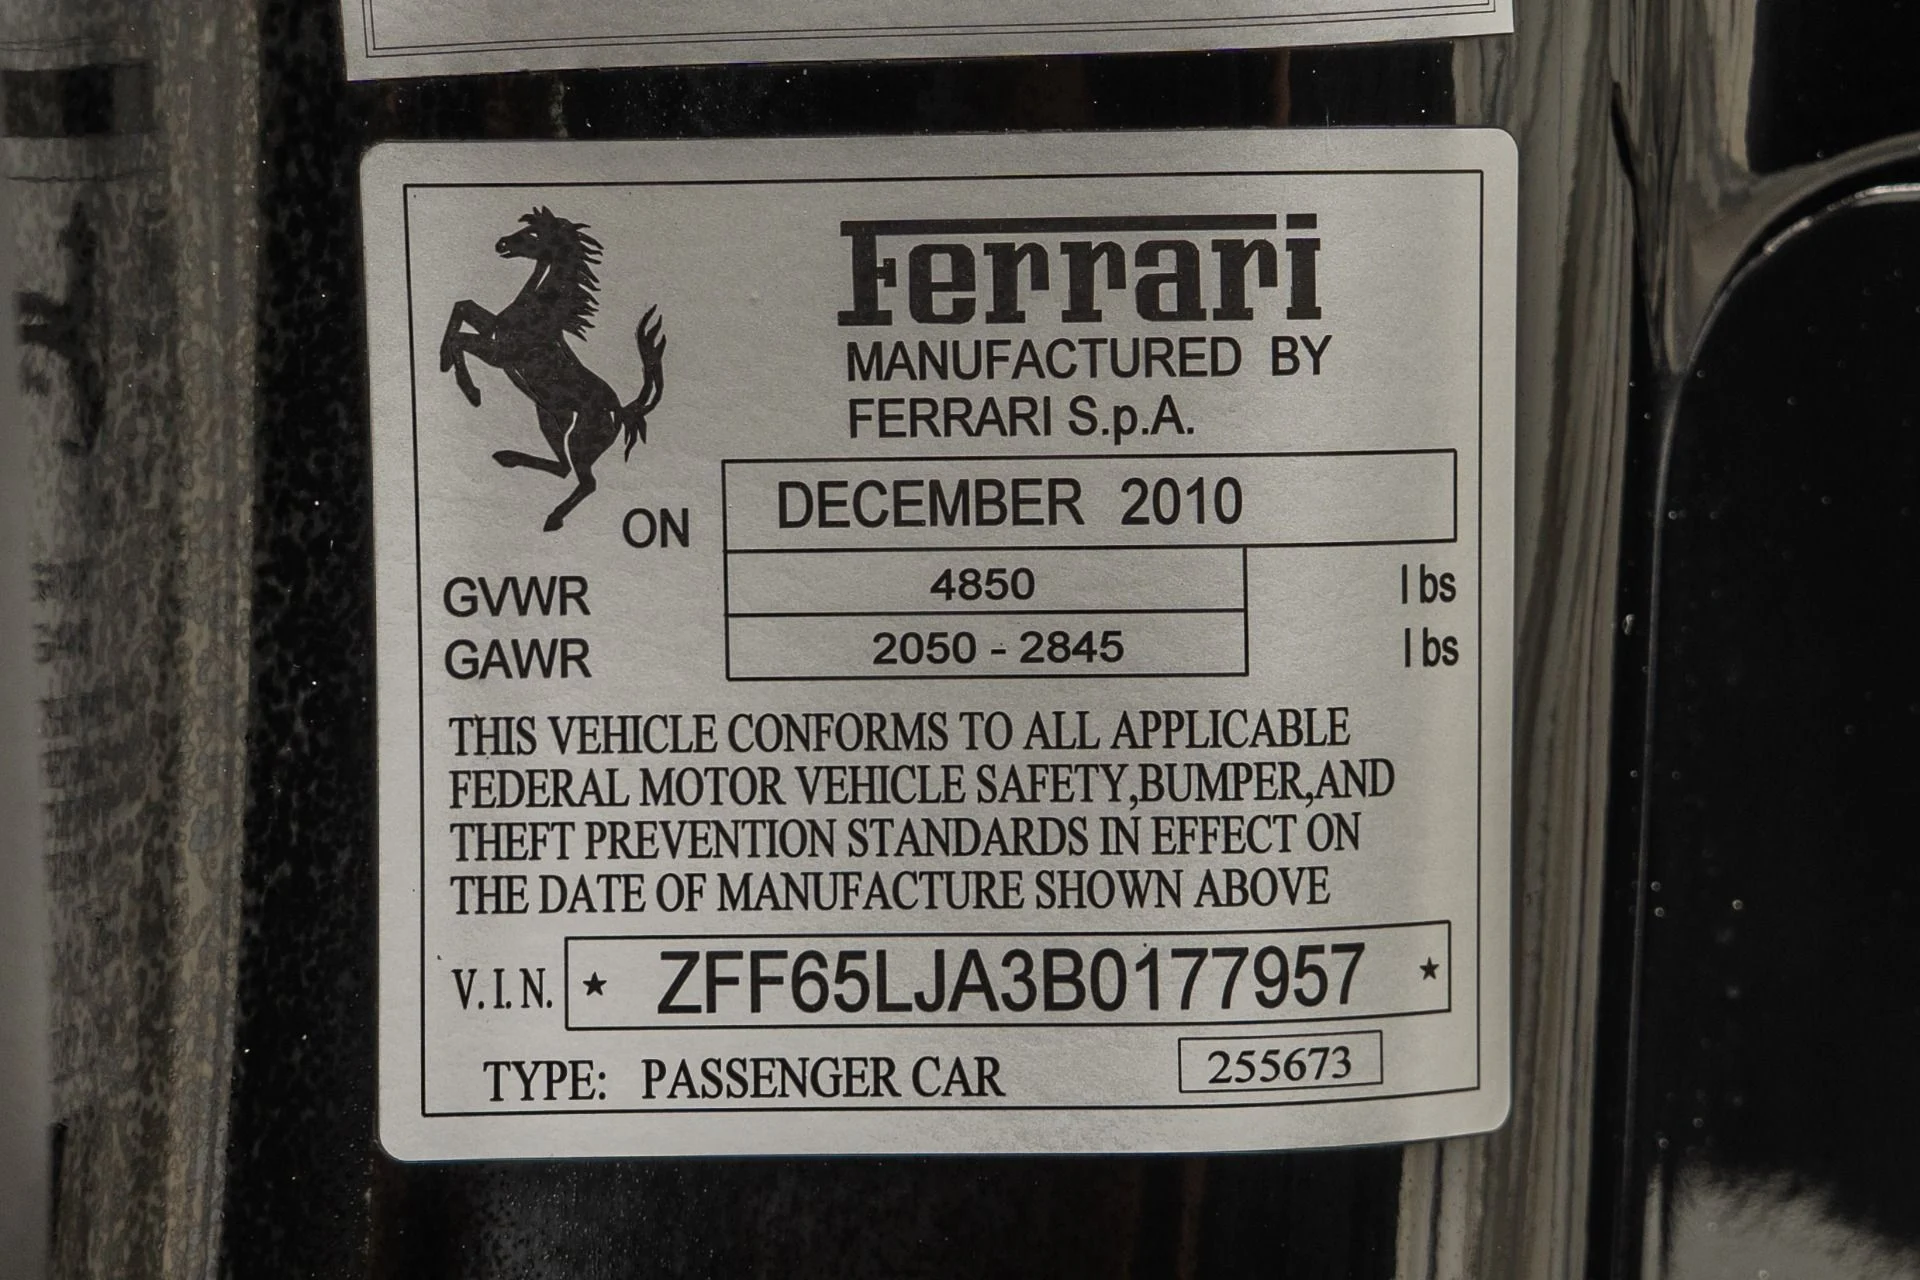 Ferrari
MANUFACTURED BY
FERRARI S.p.A.
ON DECEMBER 2010
GVWR 4850 lbs
GAWR 2050 - 2845 lbs
THIS VEHICLE CONFORMS TO ALL APPLICABLE
FEDERAL MOTOR VEHICLE SAFETY,BUMPER,AND
THEFT PREVENTION STANDARDS IN EFFECT ON
THE DATE OF MANUFACTURE SHOWN ABOVE
V.I.N. ★ ZFF65LJA3B0177957 ★
TYPE: PASSENGER CAR 255673